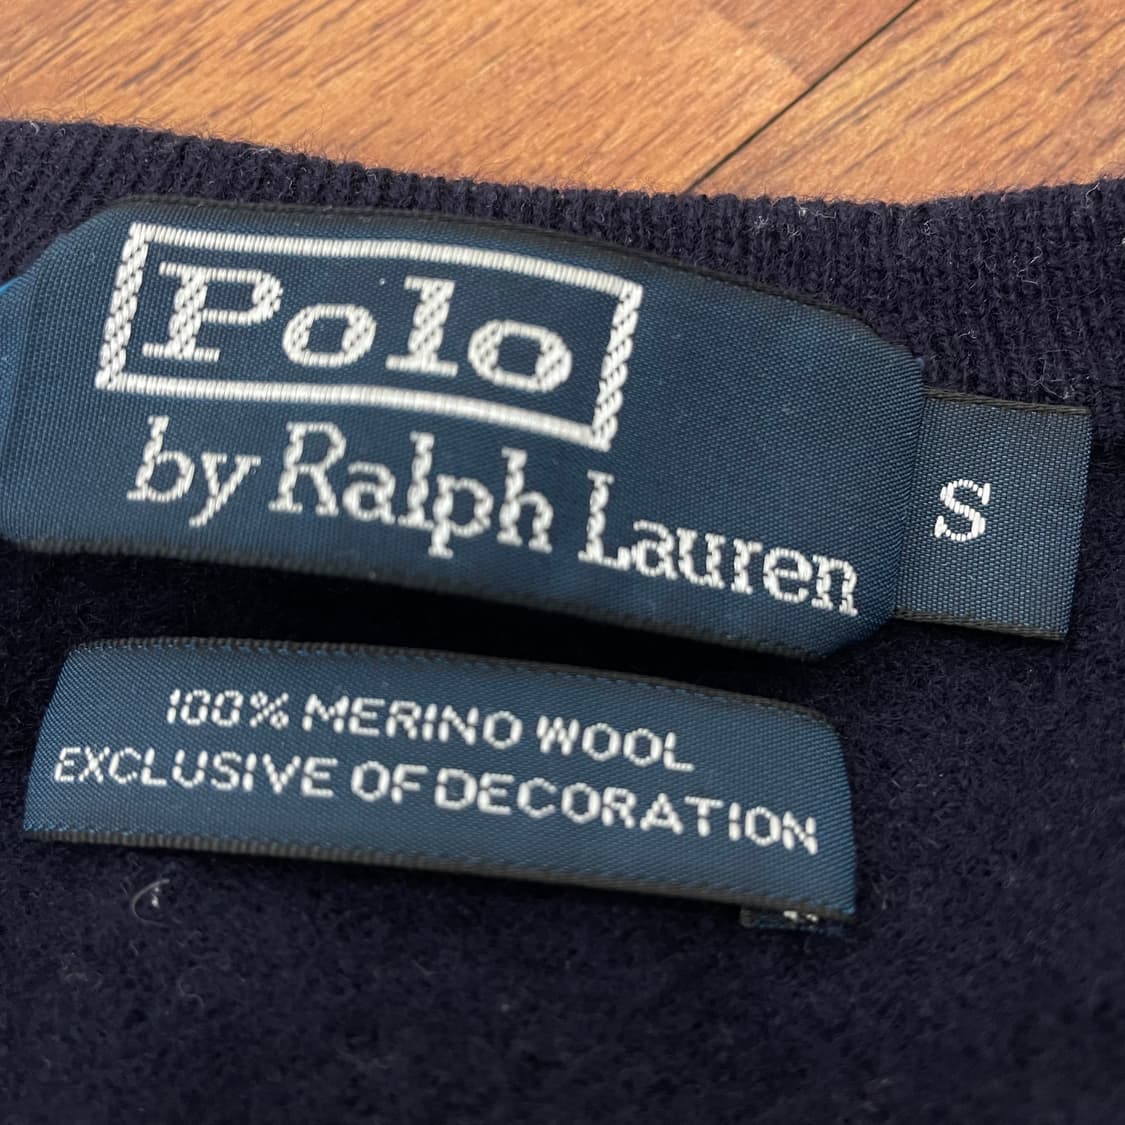 Polo
by Ralph Lauren
S
100% MERINO WOOL
EXCLUSIVE OF DECORATION